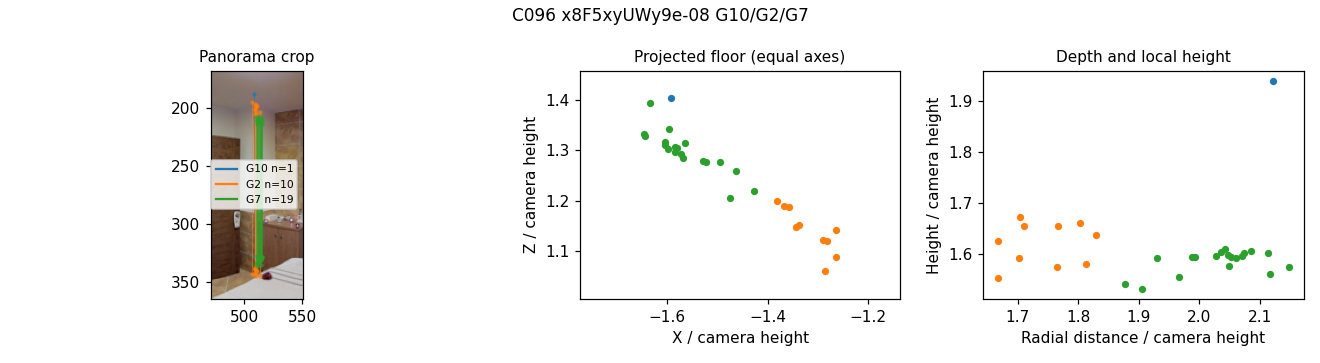 C096 x8F5xyUWy9e-08 G10/G2/G7
Panorama crop
200
250
300
350
500
550
G10 n=1
G2 n=10
G7 n=19
Projected floor (equal axes)
Z / camera height
1.4
1.3
1.2
1.1
−1.6
−1.4
−1.2
X / camera height
Depth and local height
Height / camera height
1.9
1.8
1.7
1.6
1.7
1.8
1.9
2.0
2.1
Radial distance / camera height